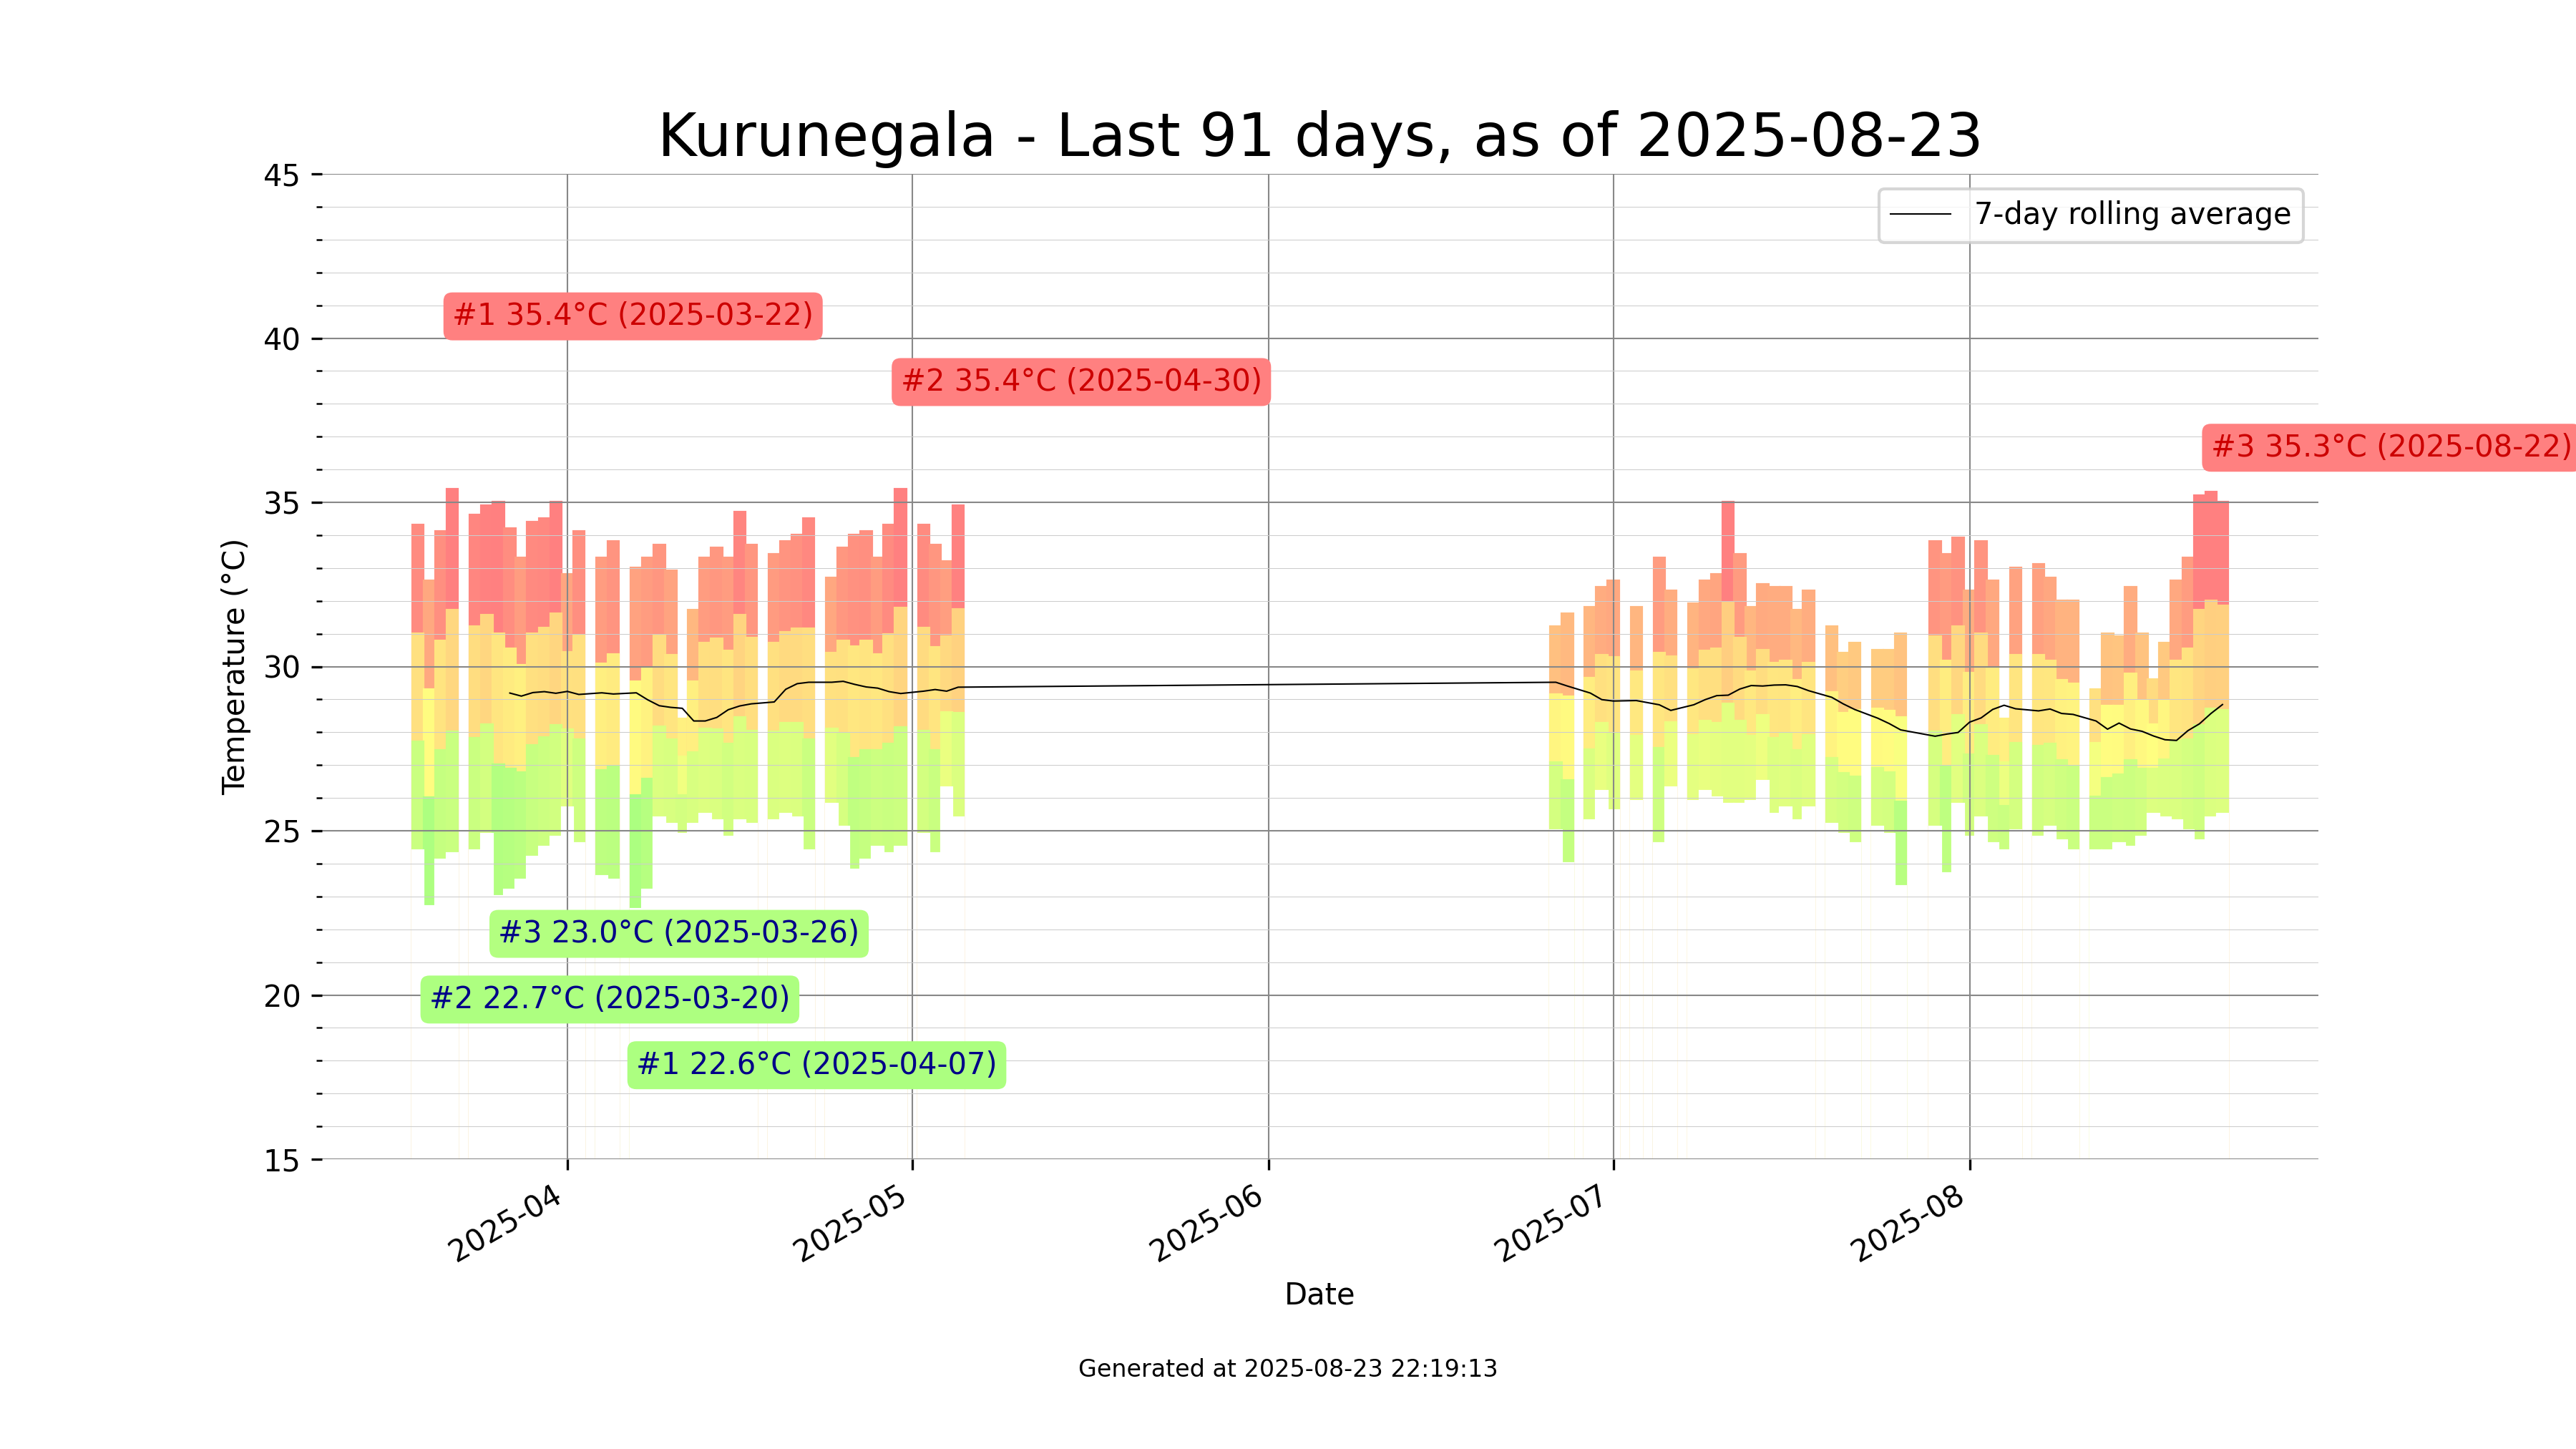 Kurunegala - Last 91 days, as of 2025-08-23
45
40
35
30
25
20
15
Temperature (°C)
7-day rolling average
#1 35.4°C (2025-03-22)
#2 35.4°C (2025-04-30)
#3 35.3°C (2025-08-22)
#3 23.0°C (2025-03-26)
#2 22.7°C (2025-03-20)
#1 22.6°C (2025-04-07)
2025-04
2025-05
2025-06
2025-07
2025-08
Date
Generated at 2025-08-23 22:19:13